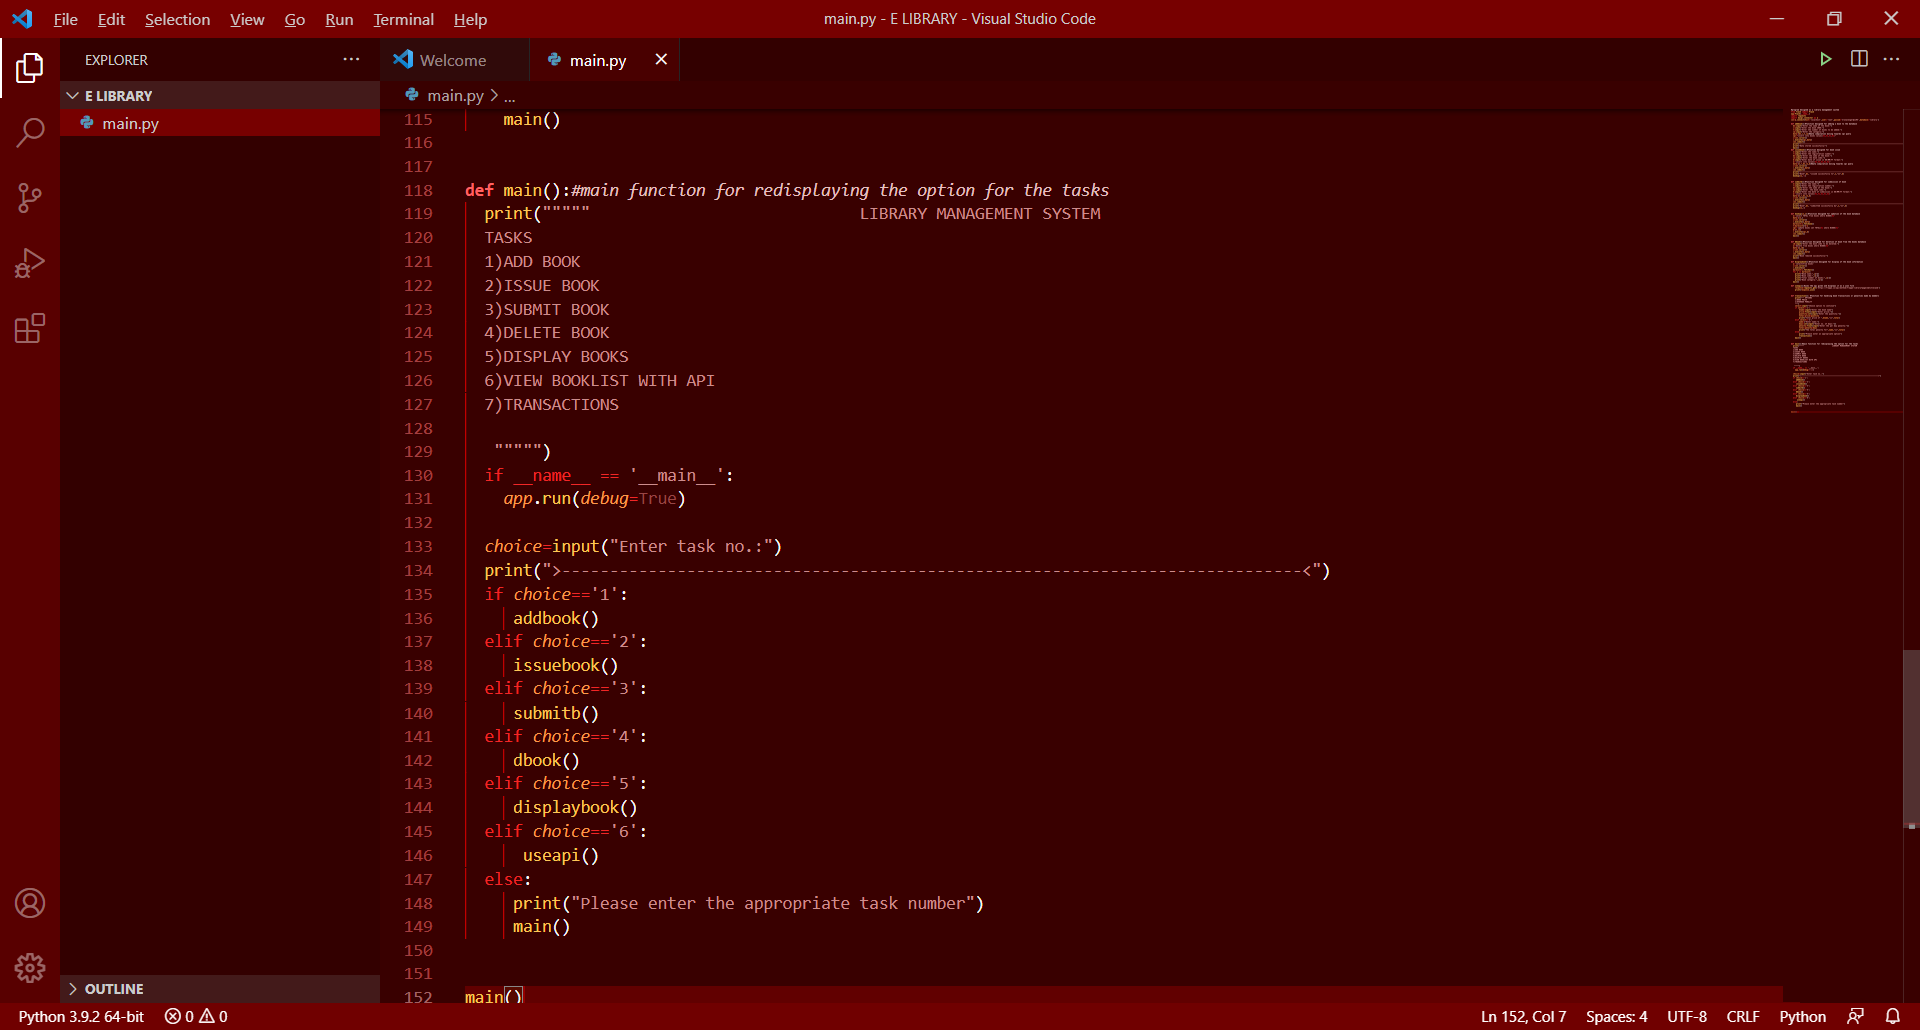 File Edit Selection View Go Run Terminal Help
main.py - E LIBRARY - Visual Studio Code
EXPLORER
E LIBRARY
main.py
OUTLINE
Welcome
main.py
main.py > ...
115 main()
116
117
118 def main():#main function for redisplaying the option for the tasks
119 print("""""                            LIBRARY MANAGEMENT SYSTEM
120 TASKS
121 1)ADD BOOK
122 2)ISSUE BOOK
123 3)SUBMIT BOOK
124 4)DELETE BOOK
125 5)DISPLAY BOOKS
126 6)VIEW BOOKLIST WITH API
127 7)TRANSACTIONS
128
129 """"")
130 if __name__ == '__main__':
131 app.run(debug=True)
132
133 choice=input("Enter task no.:")
134 print(">-----------------------------------------------------------------------------<")
135 if choice=='1':
136 addbook()
137 elif choice=='2':
138 issuebook()
139 elif choice=='3':
140 submitb()
141 elif choice=='4':
142 dbook()
143 elif choice=='5':
144 displaybook()
145 elif choice=='6':
146 useapi()
147 else:
148 print("Please enter the appropriate task number")
149 main()
150
151
152 main()
Python 3.9.2 64-bit 0 0
Ln 152, Col 7 Spaces: 4 UTF-8 CRLF Python